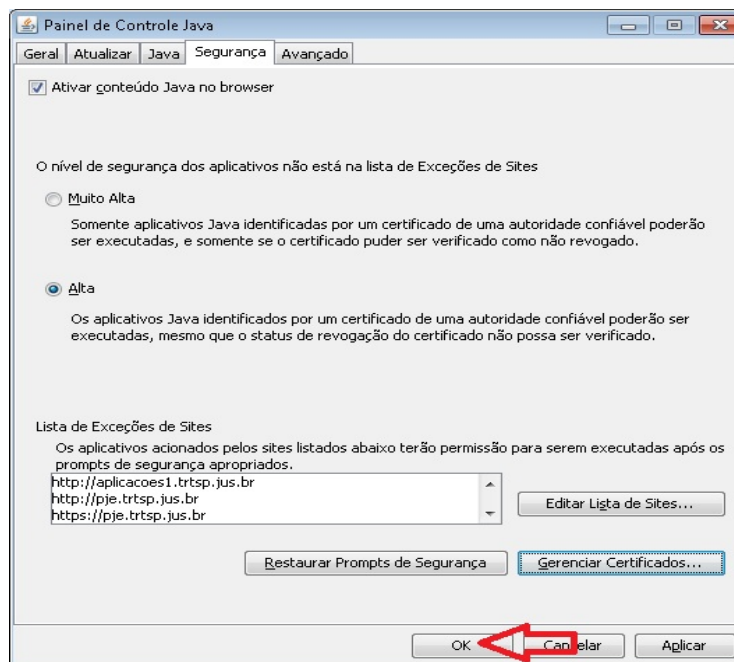 Painel de Controle Java
Geral Atualizar Java Segurança Avançado
Ativar conteúdo Java no browser
O nível de segurança dos aplicativos não está na lista de Exceções de Sites
Muito Alta
Somente aplicativos Java identificadas por um certificado de uma autoridade confiável poderão
ser executadas, e somente se o certificado puder ser verificado como não revogado.
Alta
Os aplicativos Java identificados por um certificado de uma autoridade confiável poderão ser
executadas, mesmo que o status de revogação do certificado não possa ser verificado.
Lista de Exceções de Sites
Os aplicativos acionados pelos sites listados abaixo terão permissão para serem executadas após os
prompts de segurança apropriados.
http://aplicacoes1.trtsp.jus.br
http://pje.trtsp.jus.br
https://pje.trtsp.jus.br
Editar Lista de Sites...
Restaurar Prompts de Segurança Gerenciar Certificados...
OK Cancelar Aplicar